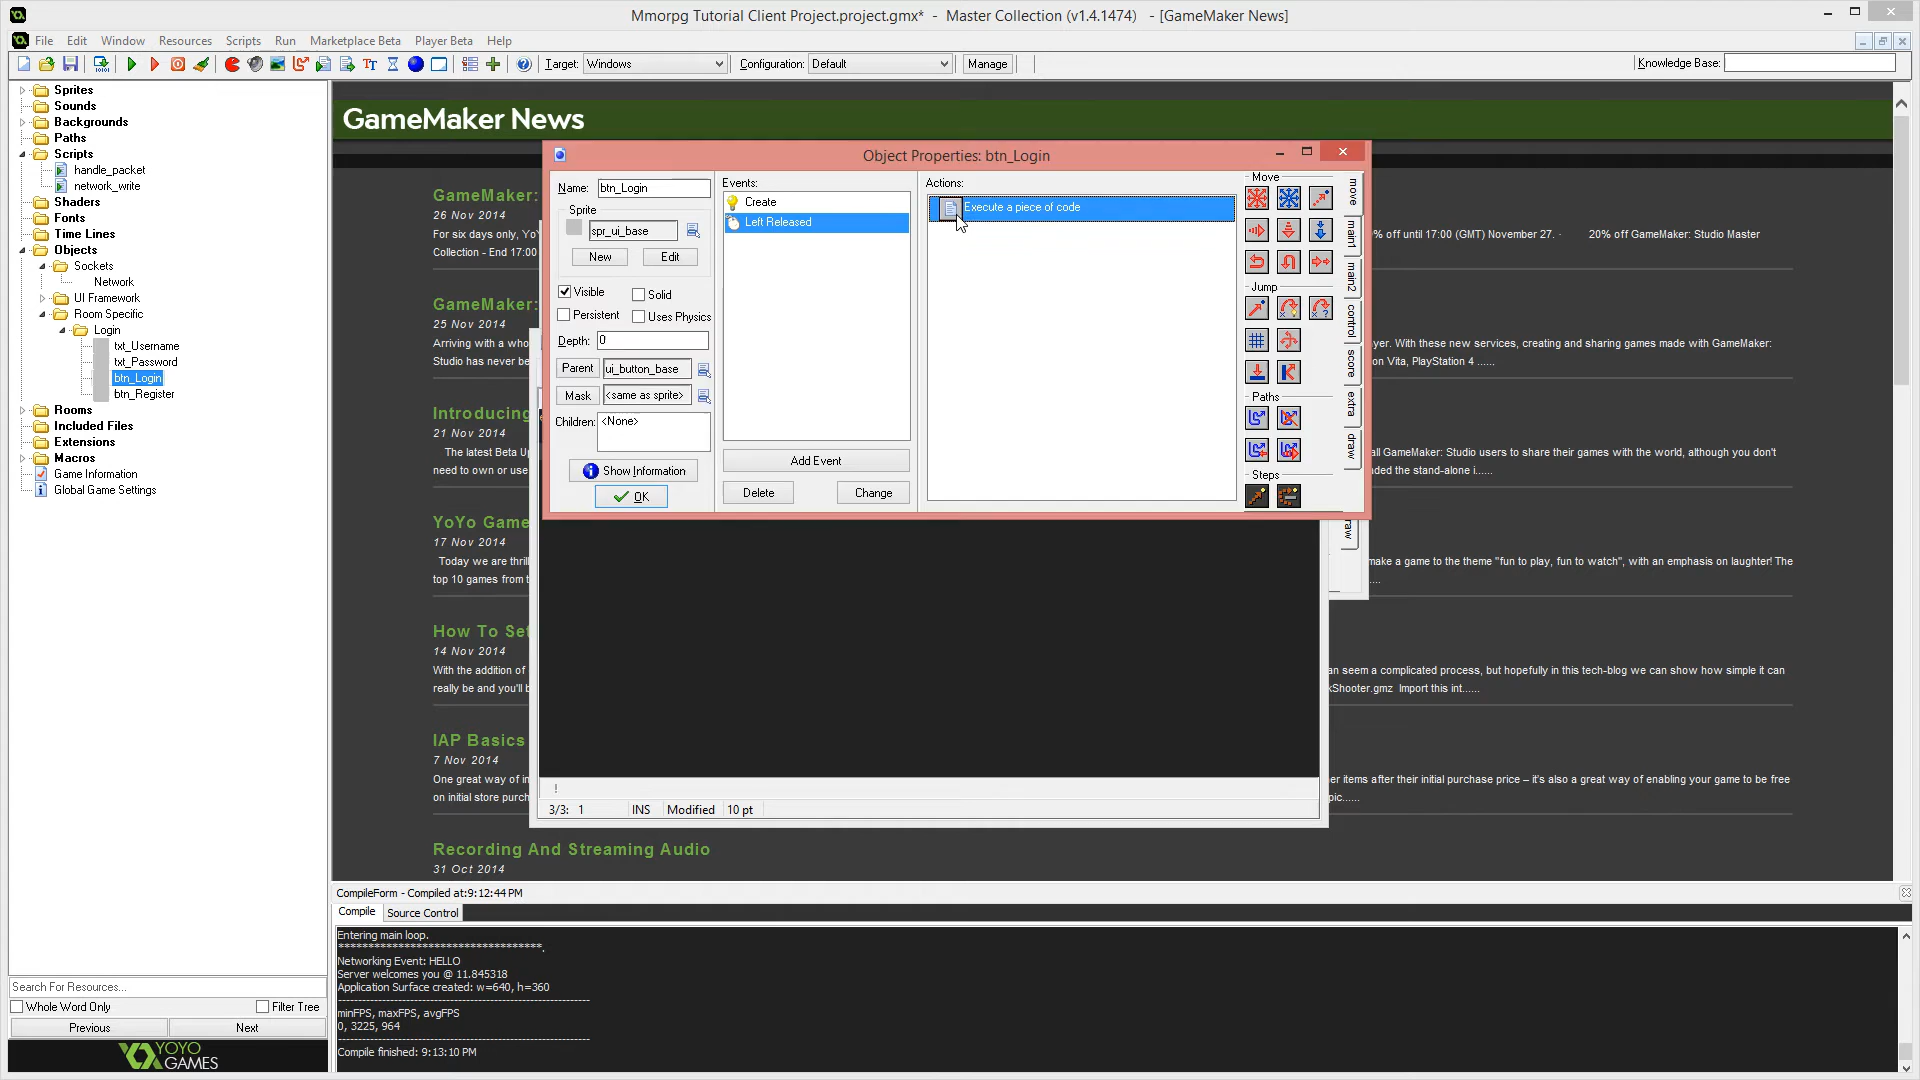 Mmorpg Tutorial Client Project.project.gmx* - Master Collection (v1.4.1474) - [GameMaker News]
File Edit Window Resources Scripts Run Marketplace Beta Player Beta Help
Target: Windows Configuration: Default Manage Knowledge Base:
Sprites
Sounds
Backgrounds
Paths
Scripts
handle_packet
network_write
Shaders
Fonts
Time Lines
Objects
Sockets
Network
UI Framework
Room Specific
Login
txt_Username
txt_Password
btn_Login
btn_Register
Rooms
Included Files
Extensions
Macros
Game Information
Global Game Settings
Search For Resources...
Whole Word Only Filter Tree
Previous Next
YOYO GAMES
GameMaker News
GameMaker:
26 Nov 2014
For six days only, Yo
Collection - End 17:00
% off until 17:00 (GMT) November 27. · 20% off GameMaker: Studio Master
GameMaker:
25 Nov 2014
Arriving with a who
Studio has never be
yer. With these new services, creating and sharing games made with GameMaker:
on Vita, PlayStation 4 ......
Introducing
21 Nov 2014
The latest Beta Up
need to own or use
all GameMaker: Studio users to share their games with the world, although you don't
nded the stand-alone i......
YoYo Game
17 Nov 2014
Today we are thrill
top 10 games from t
make a game to the theme "fun to play, fun to watch", with an emphasis on laughter! The
....
How To Set
14 Nov 2014
With the addition of
really be and you'll b
an seem a complicated process, but hopefully in this tech-blog we can show how simple it can
kShooter.gmz Import this int......
IAP Basics
7 Nov 2014
One great way of in
on initial store purch
er items after their initial purchase price – it's also a great way of enabling your game to be free
pic......
Recording And Streaming Audio
31 Oct 2014
Object Properties: btn_Login
Name: btn_Login
Sprite
spr_ui_base
New Edit
Visible Solid
Persistent Uses Physics
Depth: 0
Parent ui_button_base
Mask <same as sprite>
Children: <None>
Show Information
OK
Events:
Create
Left Released
Add Event
Delete Change
Actions:
Execute a piece of code
Move
Jump
Paths
Steps
move
main1
main2
control
score
extra
draw
raw
!
3/3: 1 INS Modified 10 pt
CompileForm - Compiled at:9:12:44 PM
Compile Source Control
Entering main loop.
**********************************.
Networking Event: HELLO
Server welcomes you @ 11.845318
Application Surface created: w=640, h=360
---------------------------------------------------------------
minFPS, maxFPS, avgFPS
0, 3225, 964
---------------------------------------------------------------
Compile finished: 9:13:10 PM